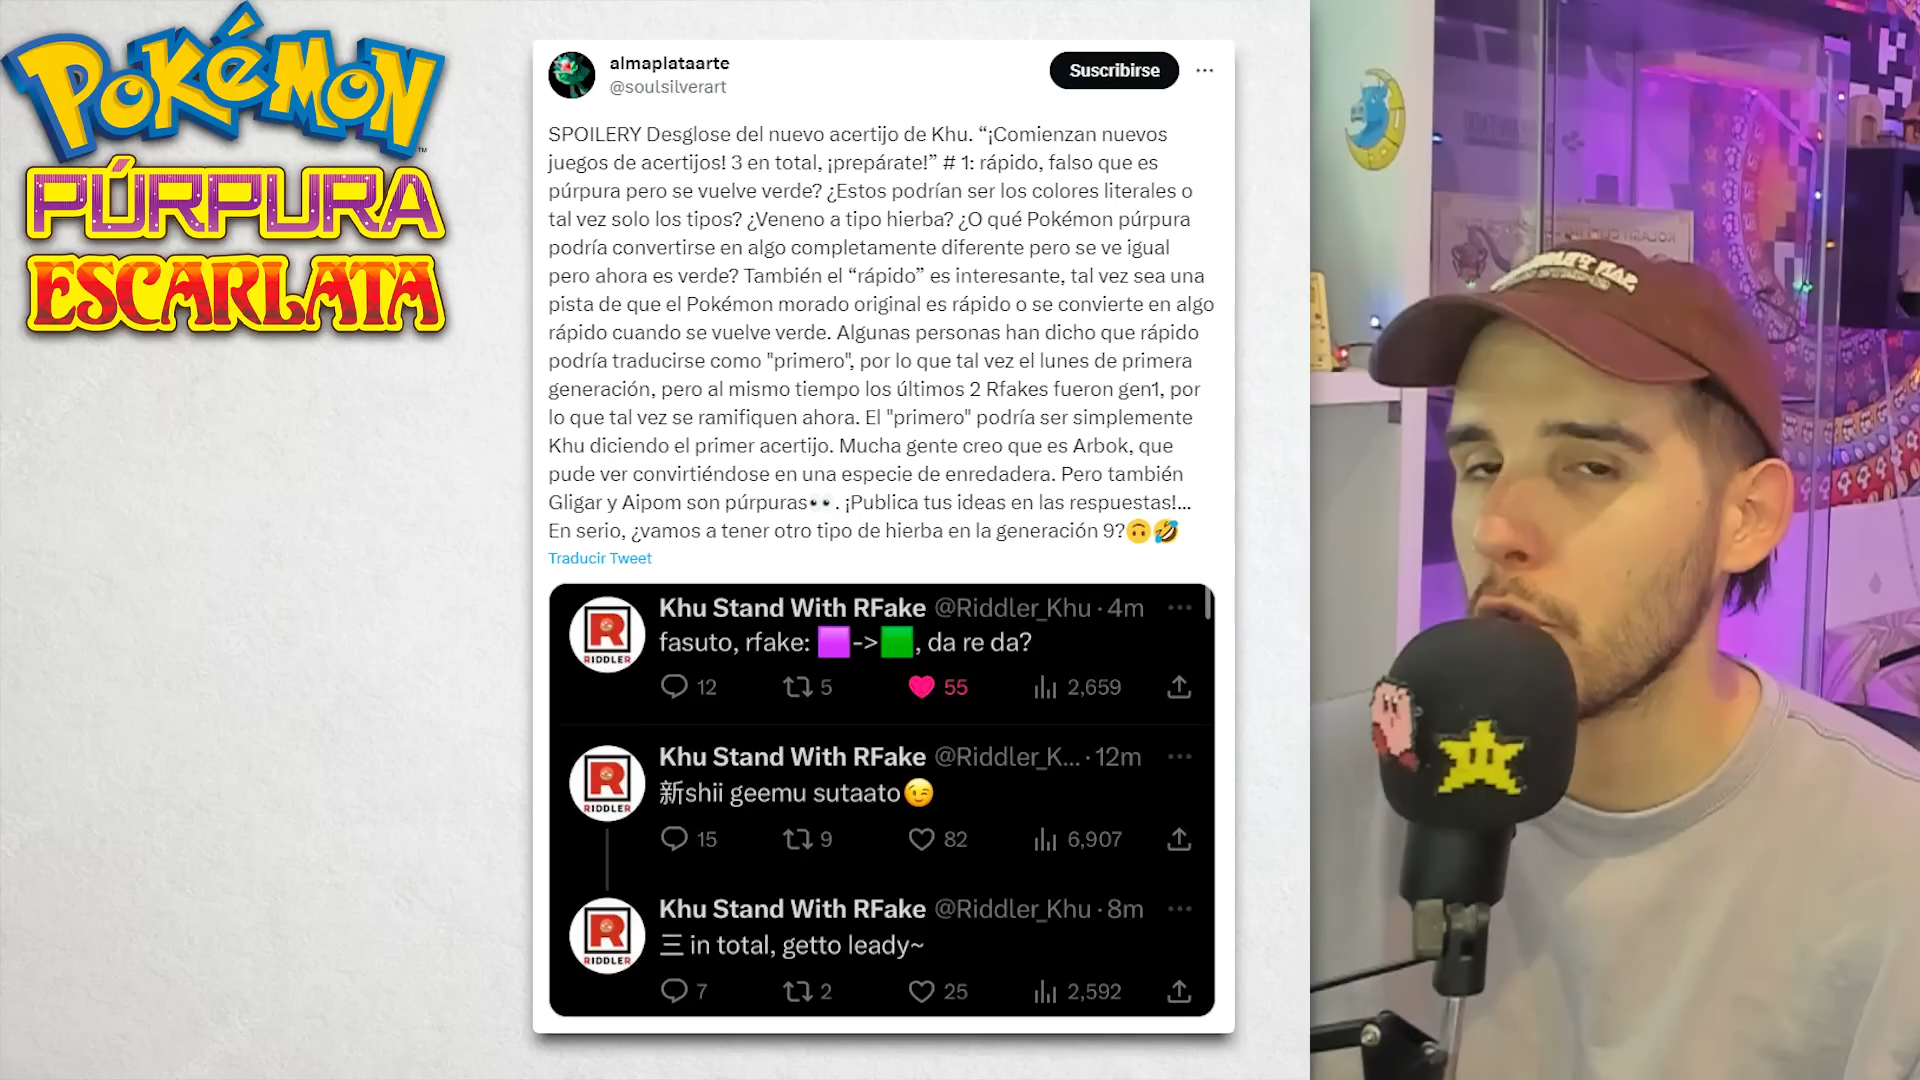 POKéMON
™
PÚRPURA
ESCARLATA
almaplataarte
@soulsilverart
Suscribirse
SPOILERY Desglose del nuevo acertijo de Khu. “¡Comienzan nuevos
juegos de acertijos! 3 en total, ¡prepárate!” # 1: rápido, falso que es
púrpura pero se vuelve verde? ¿Estos podrían ser los colores literales o
tal vez solo los tipos? ¿Veneno a tipo hierba? ¿O qué Pokémon púrpura
podría convertirse en algo completamente diferente pero se ve igual
pero ahora es verde? También el “rápido” es interesante, tal vez sea una
pista de que el Pokémon morado original es rápido o se convierte en algo
rápido cuando se vuelve verde. Algunas personas han dicho que rápido
podría traducirse como "primero", por lo que tal vez el lunes de primera
generación, pero al mismo tiempo los últimos 2 Rfakes fueron gen1, por
lo que tal vez se ramifiquen ahora. El "primero" podría ser simplemente
Khu diciendo el primer acertijo. Mucha gente creo que es Arbok, que
pude ver convirtiéndose en una especie de enredadera. Pero también
Gligar y Aipom son púrpuras👀. ¡Publica tus ideas en las respuestas!...
En serio, ¿vamos a tener otro tipo de hierba en la generación 9?🙃🤣
Traducir Tweet
R
RIDDLER
Khu Stand With RFake @Riddler_Khu · 4m
fasuto, rfake: 🟪->🟩, da re da?
12 5 55 2,659
R
RIDDLER
Khu Stand With RFake @Riddler_K... · 12m
新shii geemu sutaato😉
15 9 82 6,907
R
RIDDLER
Khu Stand With RFake @Riddler_Khu · 8m
三 in total, getto leady~
7 2 25 2,592